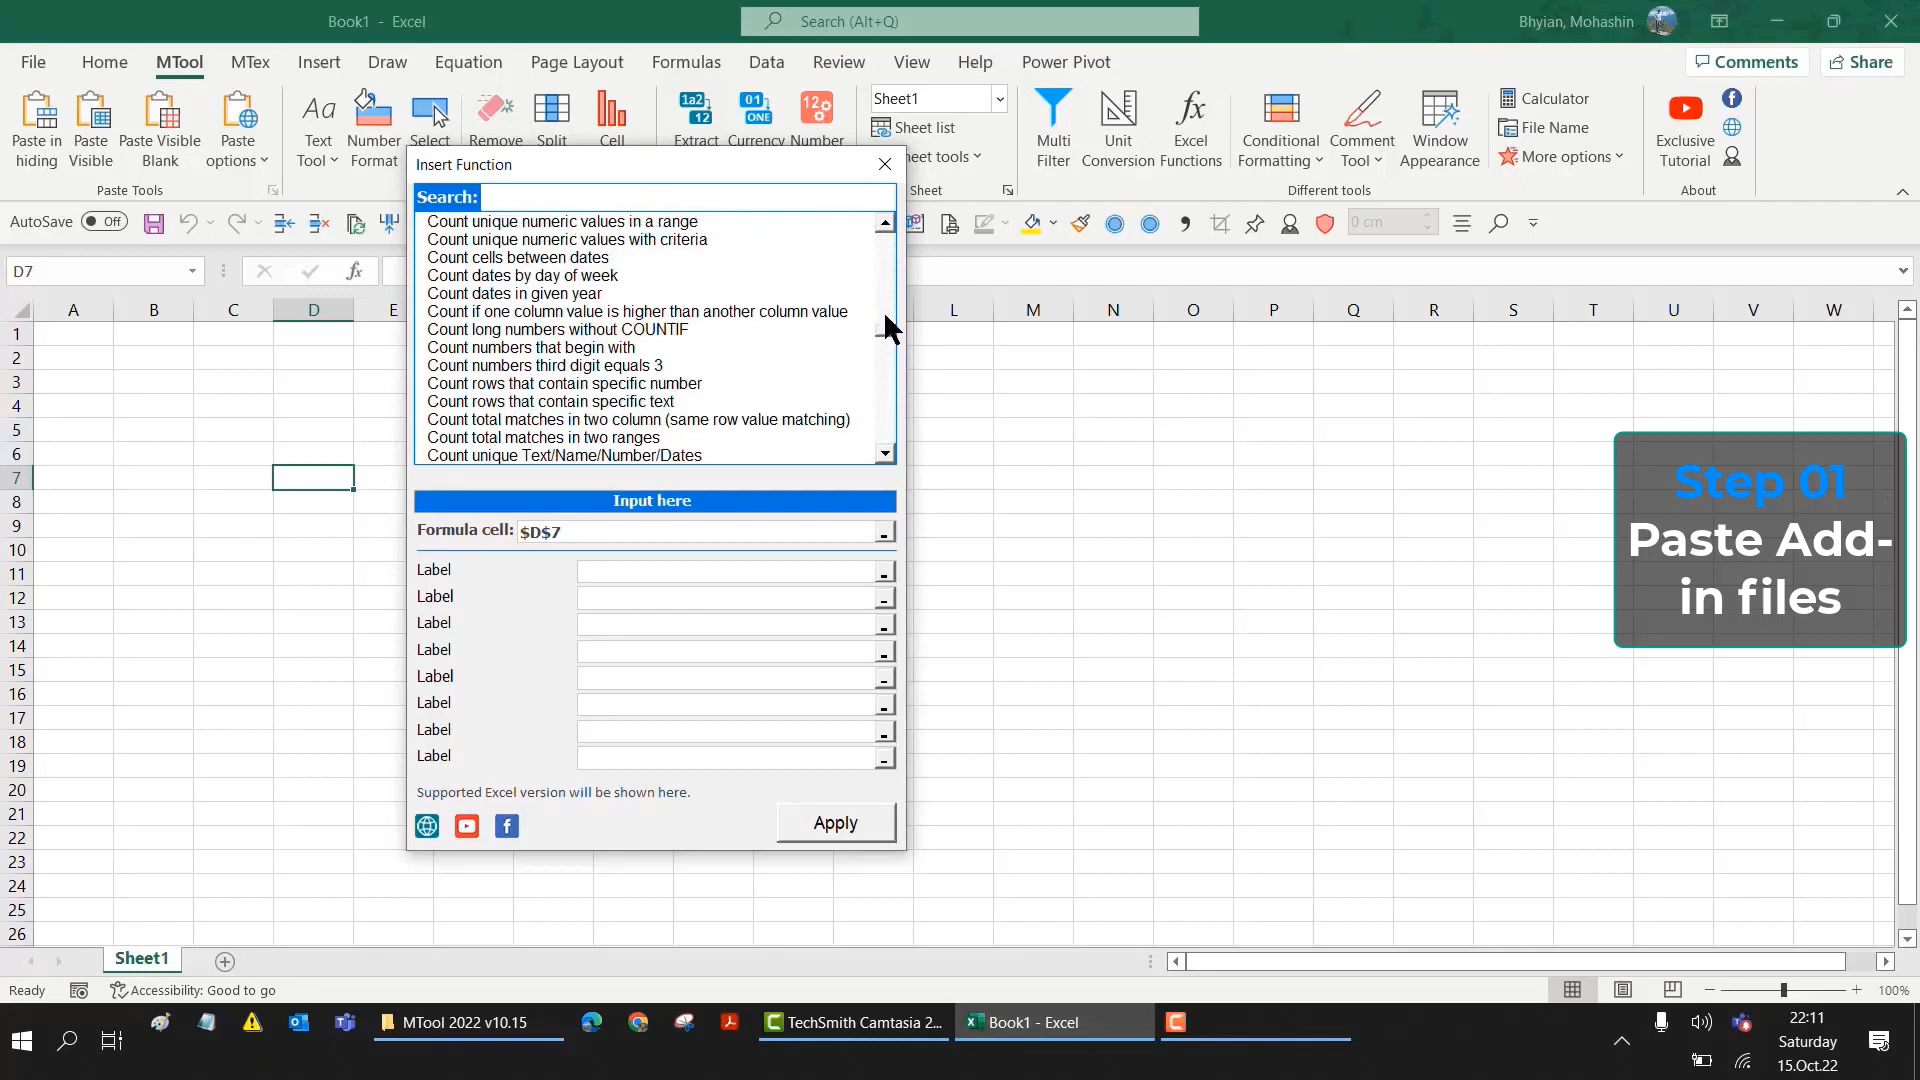 Book1 - Excel
Search (Alt+Q)
Bhyian, Mohashin
File Home MTool MTex Insert Draw Equation Page Layout Formulas Data Review View Help Power Pivot
Comments Share
Paste in hiding
Paste Visible
Paste Visible Blank
Paste options
Text Tool
Number Format
Select
Remove
Split
Cell
Extract
Currency
Number
Sheet1
Sheet list
heet tools
Multi Filter
Unit Conversion
Excel Functions
Conditional Formatting
Comment Tool
Window Appearance
Calculator
File Name
More options
Exclusive Tutorial
Paste Tools
Sheet
Different tools
About
AutoSave Off
0 cm
D7
fx
A B C D E L M N O P Q R S T U V W
1
2
3
4
5
6
7
8
9
10
11
12
13
14
15
16
17
18
19
20
21
22
23
24
25
26
Insert Function
Search:
Count unique numeric values in a range
Count unique numeric values with criteria
Count cells between dates
Count dates by day of week
Count dates in given year
Count if one column value is higher than another column value
Count long numbers without COUNTIF
Count numbers that begin with
Count numbers third digit equals 3
Count rows that contain specific number
Count rows that contain specific text
Count total matches in two column (same row value matching)
Count total matches in two ranges
Count unique Text/Name/Number/Dates
Input here
Formula cell: $D$7
Label
Label
Label
Label
Label
Label
Label
Label
Supported Excel version will be shown here.
Apply
Step 01
Paste Add-
in files
Sheet1
Ready
Accessibility: Good to go
100%
MTool 2022 v10.15
TechSmith Camtasia 2...
Book1 - Excel
22:11
Saturday
15.Oct.22